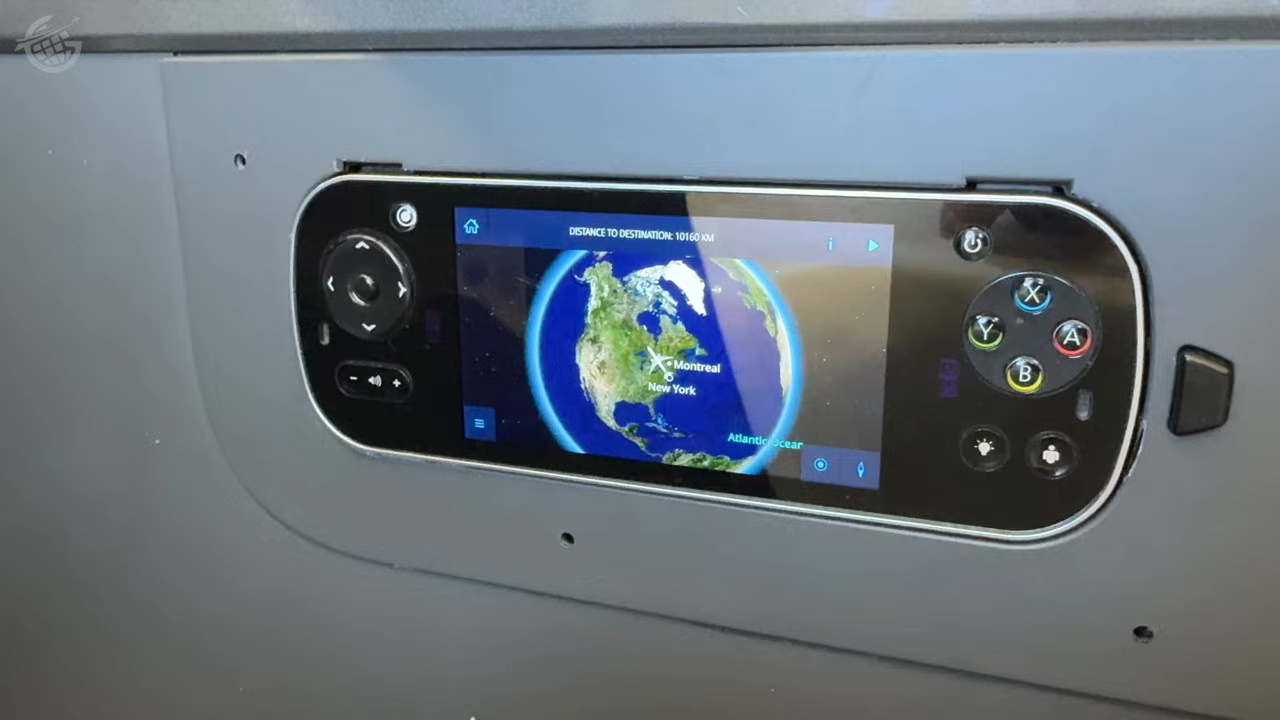 DISTANCE TO DESTINATION: 10160 KM
i
Montreal
New York
Atlantic Ocean
X
Y
A
B
- +